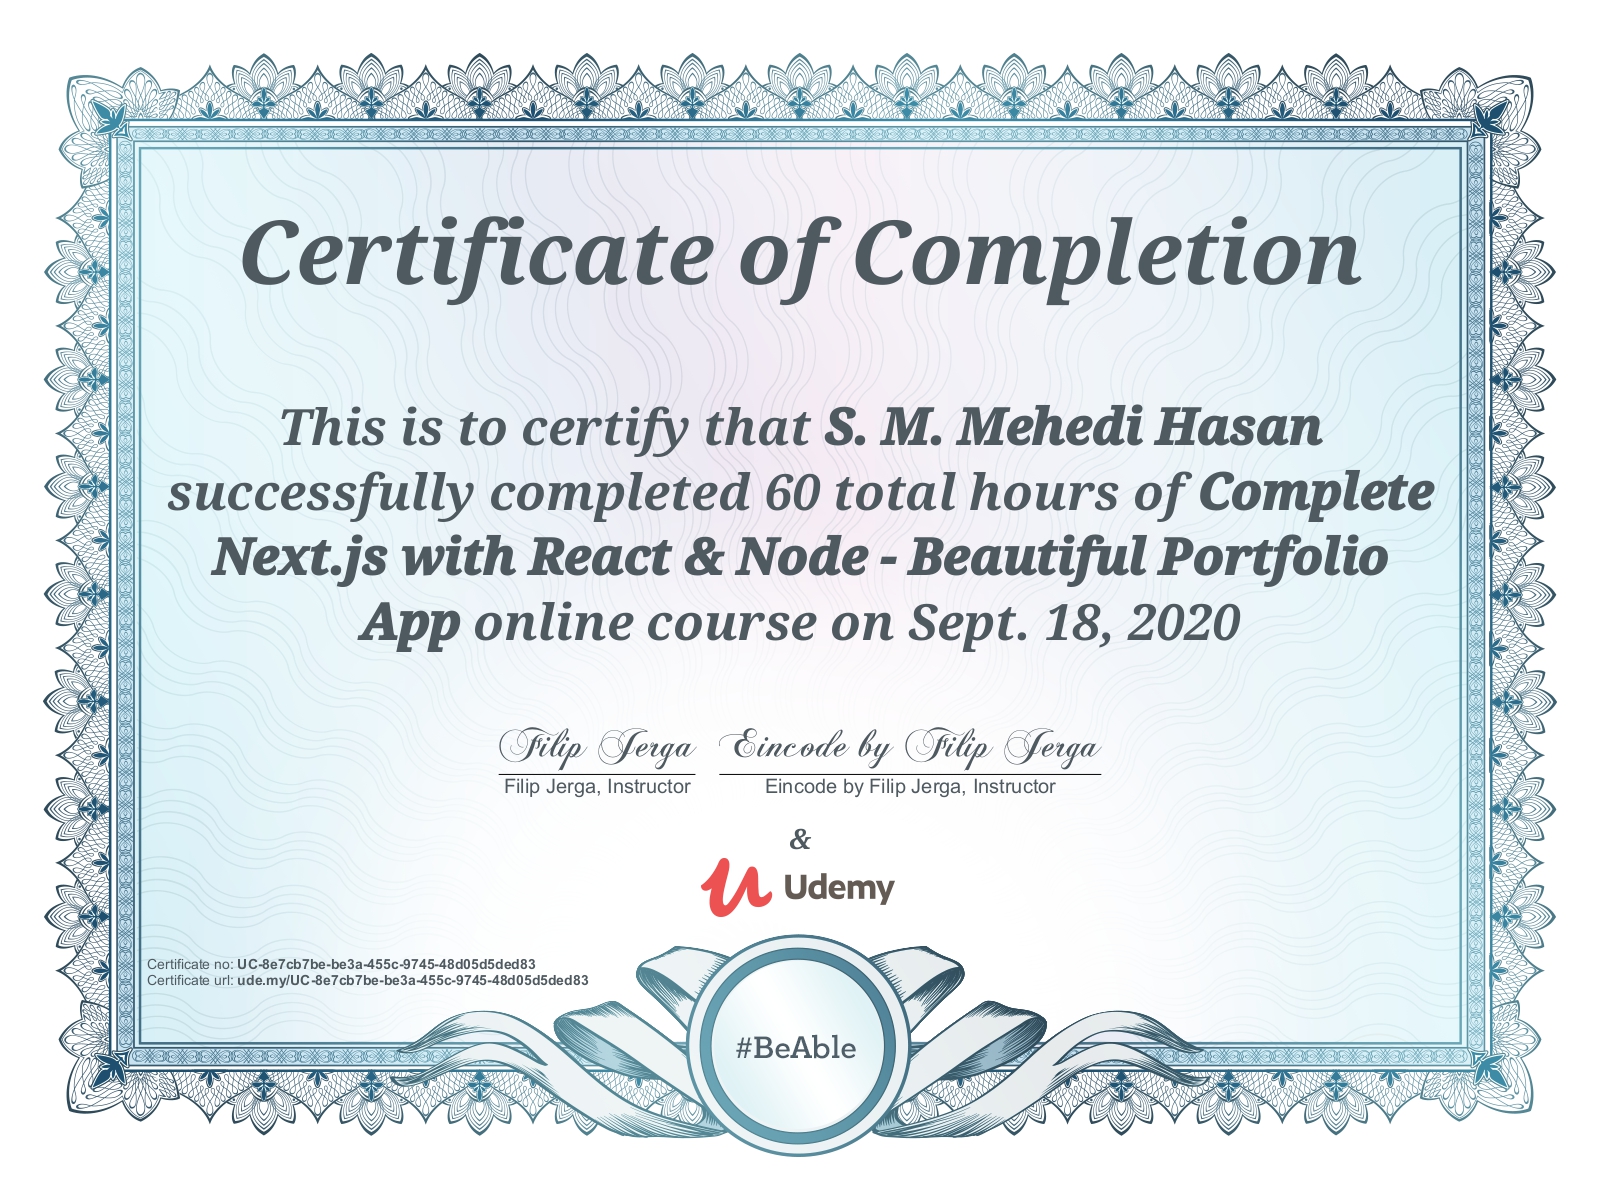 Certificate of Completion
This is to certify that S. M. Mehedi Hasan
successfully completed 60 total hours of Complete
Next.js with React & Node - Beautiful Portfolio
App online course on Sept. 18, 2020
Filip Jerga Eincode by Filip Jerga
Filip Jerga, Instructor Eincode by Filip Jerga, Instructor
&
Udemy
Certificate no: UC-8e7cb7be-be3a-455c-9745-48d05d5ded83
Certificate url: ude.my/UC-8e7cb7be-be3a-455c-9745-48d05d5ded83
#BeAble